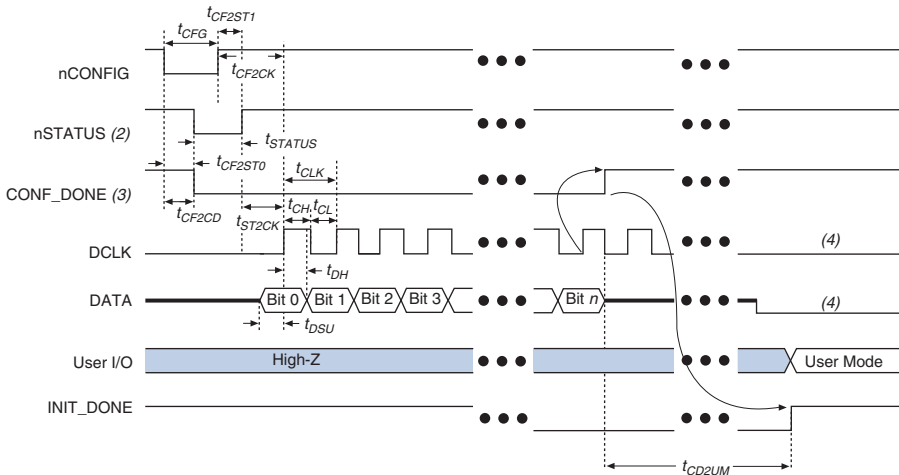 tCF2ST1
tCFG
nCONFIG
tCF2CK
nSTATUS (2)
tSTATUS
tCF2ST0
tCLK
CONF_DONE (3)
tCF2CD
tST2CK
tCH
tCL
DCLK
(4)
tDH
DATA
Bit 0
Bit 1
Bit 2
Bit 3
Bit n
(4)
tDSU
User I/O
High-Z
User Mode
INIT_DONE
tCD2UM